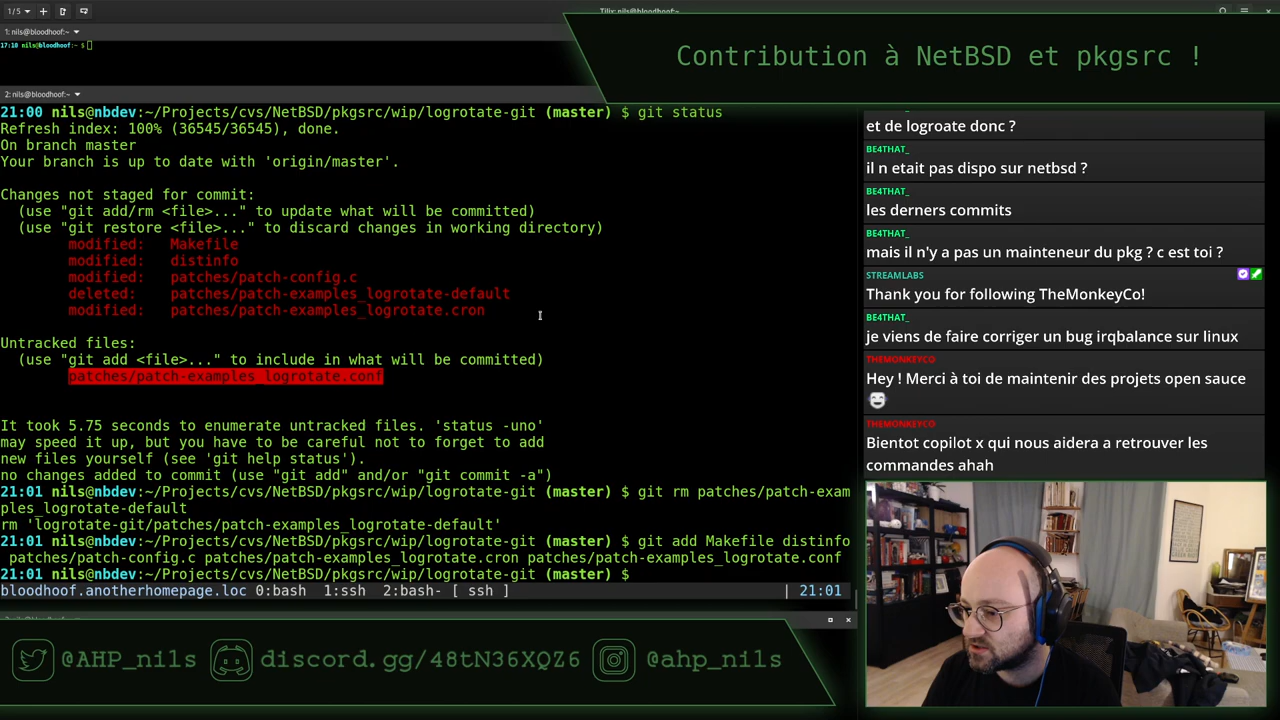 1/5
Tilix: nils@bloodhoof:~
1: nils@bloodhoof:~
17:10 nils@bloodhoof:~ $
Contribution à NetBSD et pkgsrc !
2: nils@bloodhoof:~
21:00 nils@nbdev:~/Projects/cvs/NetBSD/pkgsrc/wip/logrotate-git (master) $ git status
Refresh index: 100% (36545/36545), done.
On branch master
Your branch is up to date with 'origin/master'.
Changes not staged for commit:
(use "git add/rm <file>..." to update what will be committed)
(use "git restore <file>..." to discard changes in working directory)
modified: Makefile
modified: distinfo
modified: patches/patch-config.c
deleted: patches/patch-examples_logrotate-default
modified: patches/patch-examples_logrotate.cron
Untracked files:
(use "git add <file>..." to include in what will be committed)
patches/patch-examples_logrotate.conf
It took 5.75 seconds to enumerate untracked files. 'status -uno'
may speed it up, but you have to be careful not to forget to add
new files yourself (see 'git help status').
no changes added to commit (use "git add" and/or "git commit -a")
21:01 nils@nbdev:~/Projects/cvs/NetBSD/pkgsrc/wip/logrotate-git (master) $ git rm patches/patch-exam
ples_logrotate-default
rm 'logrotate-git/patches/patch-examples_logrotate-default'
21:01 nils@nbdev:~/Projects/cvs/NetBSD/pkgsrc/wip/logrotate-git (master) $ git add Makefile distinfo
patches/patch-config.c patches/patch-examples_logrotate.cron patches/patch-examples_logrotate.conf
21:01 nils@nbdev:~/Projects/cvs/NetBSD/pkgsrc/wip/logrotate-git (master) $
bloodhoof.anotherhomepage.loc 0:bash 1:ssh 2:bash- [ ssh ] | 21:01
et de logroate donc ?
BE4THAT_
il n etait pas dispo sur netbsd ?
BE4THAT_
les derners commits
BE4THAT_
mais il n'y a pas un mainteneur du pkg ? c est toi ?
STREAMLABS
Thank you for following TheMonkeyCo!
BE4THAT_
je viens de faire corriger un bug irqbalance sur linux
THEMONKEYCO
Hey ! Merci à toi de maintenir des projets open sauce
THEMONKEYCO
Bientot copilot x qui nous aidera a retrouver les
commandes ahah
@AHP_nils
discord.gg/48tN36XQZ6
@ahp_nils